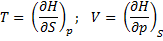 T = (∂H/∂S)_p ; V = (∂H/∂p)_S